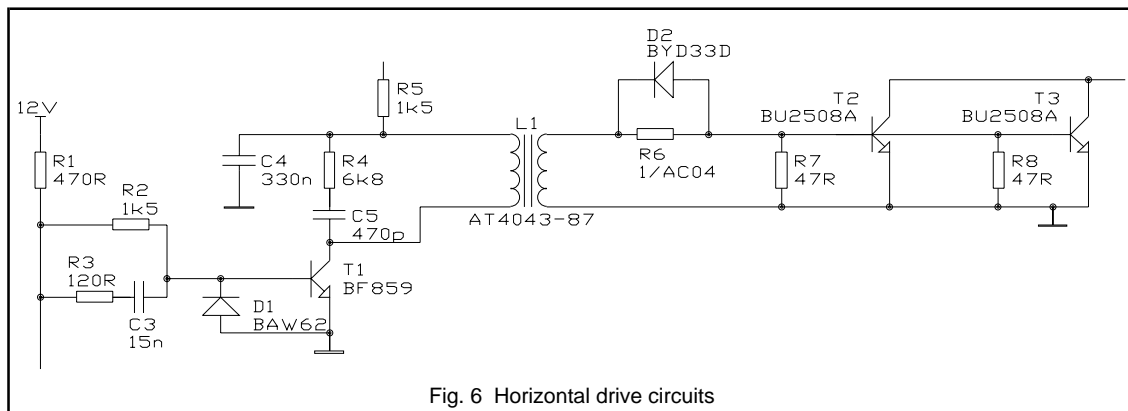 D2
BYD33D
R5
1k5
T2
BU2508A
T3
BU2508A
12V
L1
R1
470R
C4
330n
R4
6k8
R6
1/AC04
R7
47R
R8
47R
R2
1k5
C5
470p
AT4043-87
R3
120R
T1
BF859
C3
15n
D1
BAW62
Fig. 6 Horizontal drive circuits